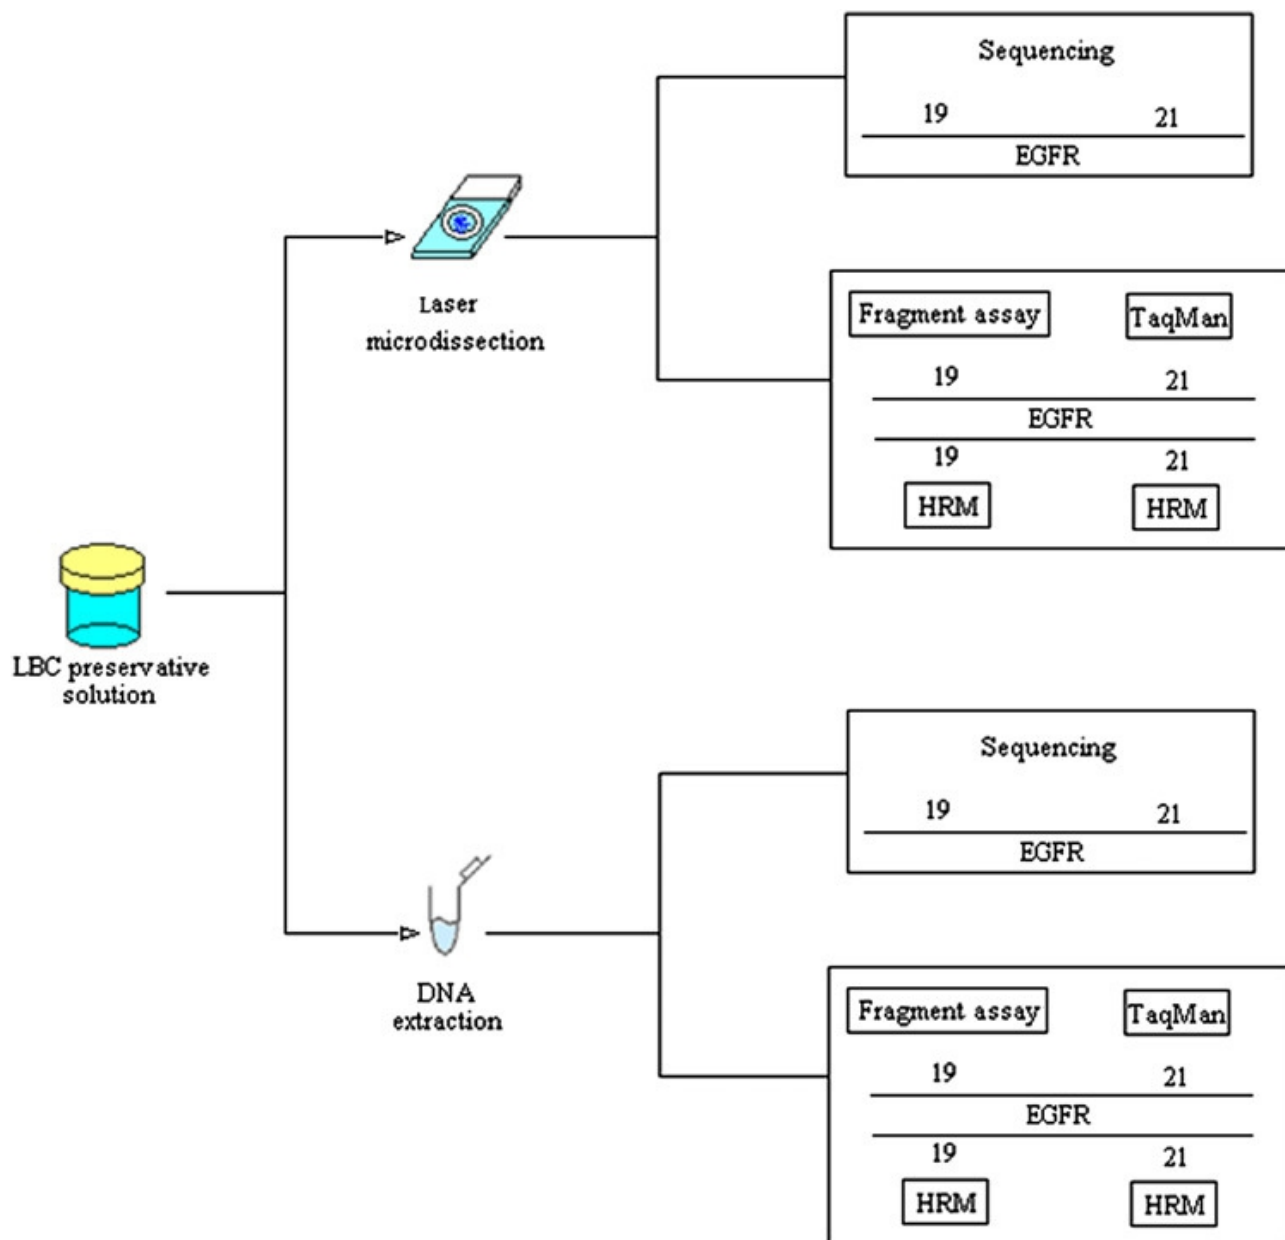 Sequencing
19 21
EGFR
Laser
microdissection
Fragment assay TaqMan
19 21
EGFR
19 21
HRM HRM
LBC preservative
solution
Sequencing
19 21
EGFR
DNA
extraction
Fragment assay TaqMan
19 21
EGFR
19 21
HRM HRM